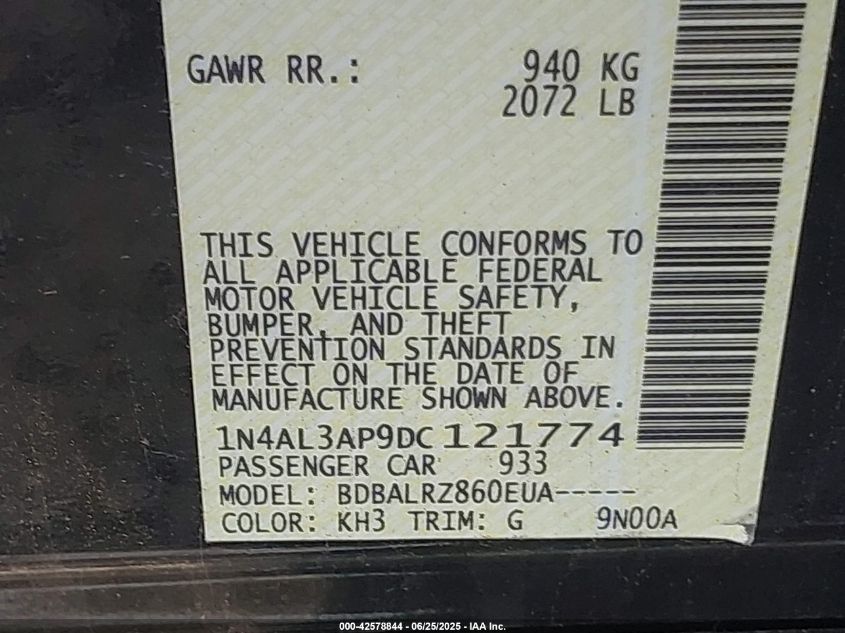 GAWR RR.: 940 KG
2072 LB
THIS VEHICLE CONFORMS TO
ALL APPLICABLE FEDERAL
MOTOR VEHICLE SAFETY,
BUMPER, AND THEFT
PREVENTION STANDARDS IN
EFFECT ON THE DATE OF
MANUFACTURE SHOWN ABOVE.
1N4AL3AP9DC121774
PASSENGER CAR 933
MODEL: BDBALRZ860EUA-----
COLOR: KH3 TRIM: G 9N00A
000-42578844 - 06/25/2025 - IAA Inc.